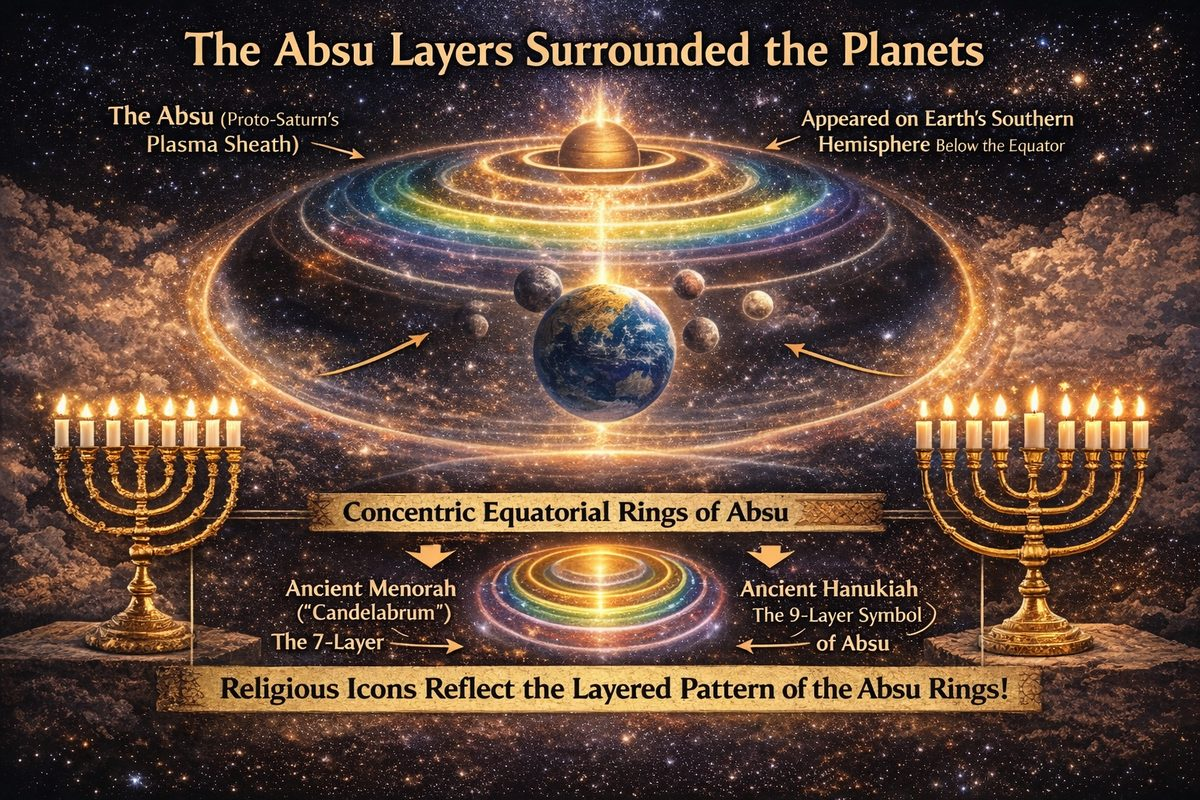 The Absu Layers Surrounded the Planets
The Absu (Proto-Saturn's
Plasma Sheath)
Appeared on Earth's Southern
Hemisphere Below the Equator
Concentric Equatorial Rings of Absu
Ancient Menorah
("Candelabrum")
The 7-Layer
Ancient Hanukiah
The 9-Layer Symbol
of Absu
Religious Icons Reflect the Layered Pattern of the Absu Rings!